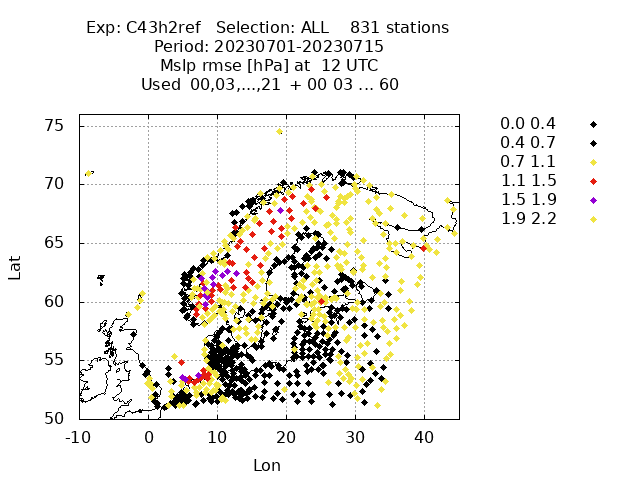 Exp: C43h2ref   Selection: ALL    831 stations
Period: 20230701-20230715
Mslp rmse [hPa] at  12 UTC
Used  00,03,...,21  + 00 03 ... 60
0.0 0.4
0.4 0.7
0.7 1.1
1.1 1.5
1.5 1.9
1.9 2.2
75
70
65
60
55
50
Lat
-10 0 10 20 30 40
Lon